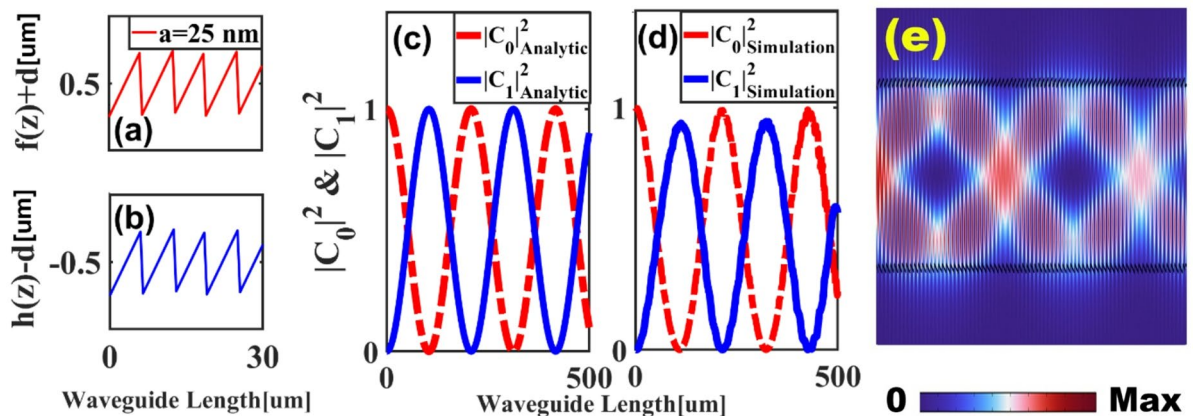 f(z)+d[um]
0.5
a=25 nm
(a)
h(z)-d[um]
-0.5
(b)
0
30
Waveguide Length[um]
|C₀|² & |C₁|²
1
0
(c)
|C₀|²Analytic
|C₁|²Analytic
0
500
Waveguide Length[um]
1
0
(d)
|C₀|²Simulation
|C₁|²Simulation
0
500
(e)
0
Max